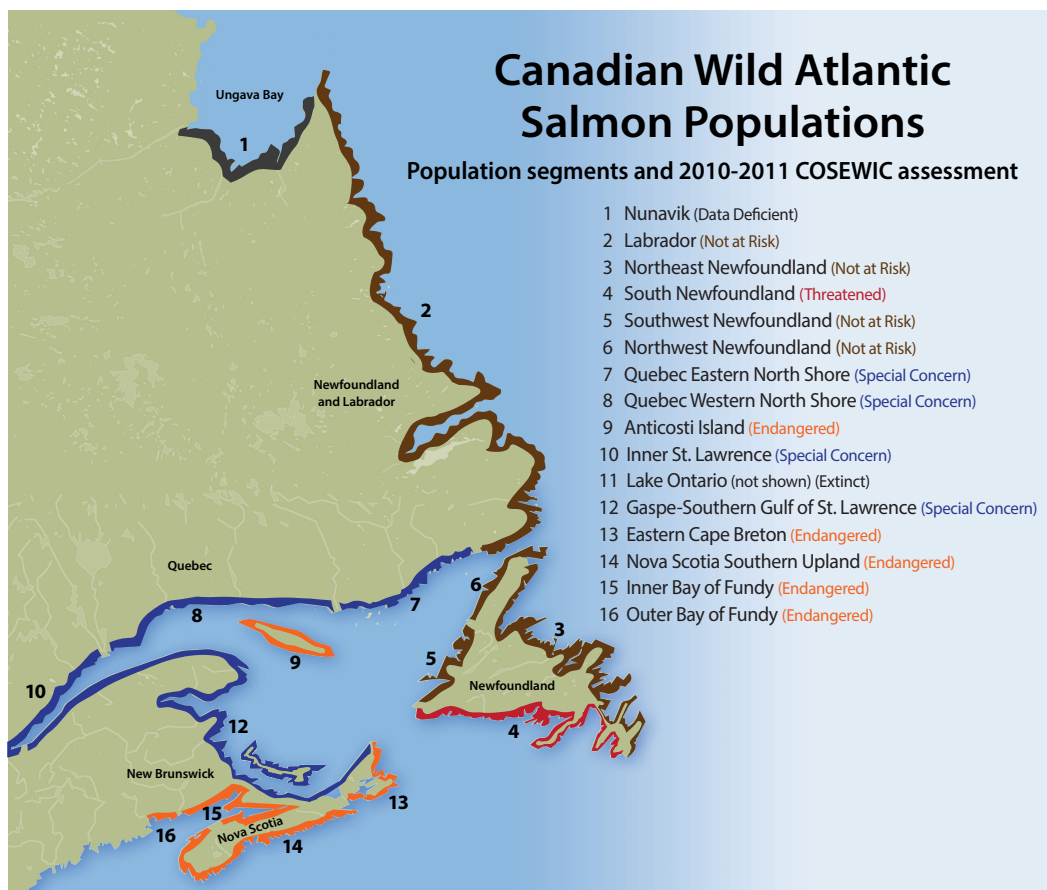 Canadian Wild Atlantic
Salmon Populations
Population segments and 2010-2011 COSEWIC assessment
1 Nunavik (Data Deficient)
2 Labrador (Not at Risk)
3 Northeast Newfoundland (Not at Risk)
4 South Newfoundland (Threatened)
5 Southwest Newfoundland (Not at Risk)
6 Northwest Newfoundland (Not at Risk)
7 Quebec Eastern North Shore (Special Concern)
8 Quebec Western North Shore (Special Concern)
9 Anticosti Island (Endangered)
10 Inner St. Lawrence (Special Concern)
11 Lake Ontario (not shown) (Extinct)
12 Gaspe-Southern Gulf of St. Lawrence (Special Concern)
13 Eastern Cape Breton (Endangered)
14 Nova Scotia Southern Upland (Endangered)
15 Inner Bay of Fundy (Endangered)
16 Outer Bay of Fundy (Endangered)
Ungava Bay
1
2
Newfoundland
and Labrador
Quebec
6
7
8
3
9
5
10
Newfoundland
12
4
New Brunswick
13
15
16
Nova Scotia
14